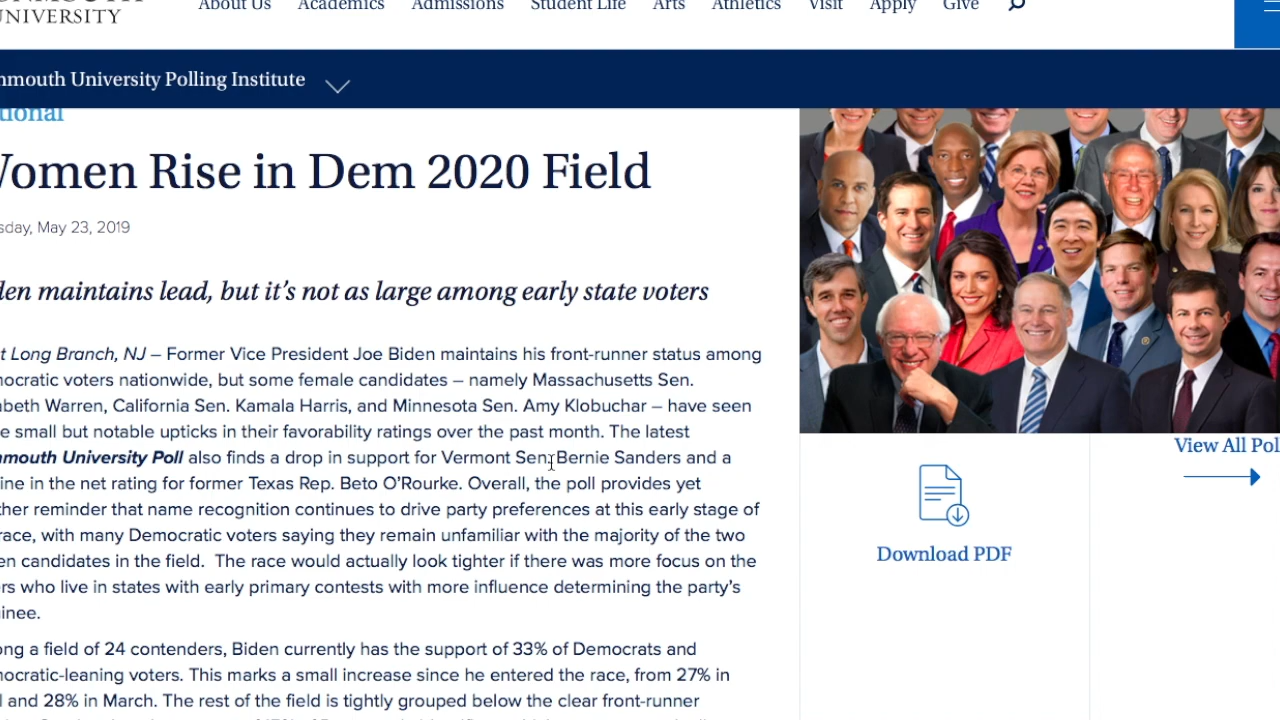 UNIVERSITY
About Us Academics Admissions Student Life Arts Athletics Visit Apply Give
nmouth University Polling Institute
tional
Women Rise in Dem 2020 Field
sday, May 23, 2019
den maintains lead, but it’s not as large among early state voters
t Long Branch, NJ – Former Vice President Joe Biden maintains his front-runner status among
nocratic voters nationwide, but some female candidates – namely Massachusetts Sen.
abeth Warren, California Sen. Kamala Harris, and Minnesota Sen. Amy Klobuchar – have seen
e small but notable upticks in their favorability ratings over the past month. The latest
nmouth University Poll also finds a drop in support for Vermont Sen. Bernie Sanders and a
ine in the net rating for former Texas Rep. Beto O’Rourke. Overall, the poll provides yet
ther reminder that name recognition continues to drive party preferences at this early stage of
race, with many Democratic voters saying they remain unfamiliar with the majority of the two
en candidates in the field. The race would actually look tighter if there was more focus on the
rs who live in states with early primary contests with more influence determining the party’s
inee.
ong a field of 24 contenders, Biden currently has the support of 33% of Democrats and
nocratic-leaning voters. This marks a small increase since he entered the race, from 27% in
l and 28% in March. The rest of the field is tightly grouped below the clear front-runner
View All Pol
Download PDF